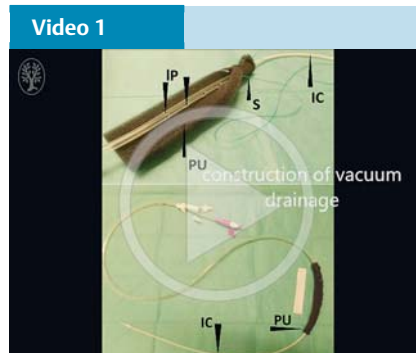 Video 1
IP
S
IC
PU
construction of vacuum
drainage
IC
PU